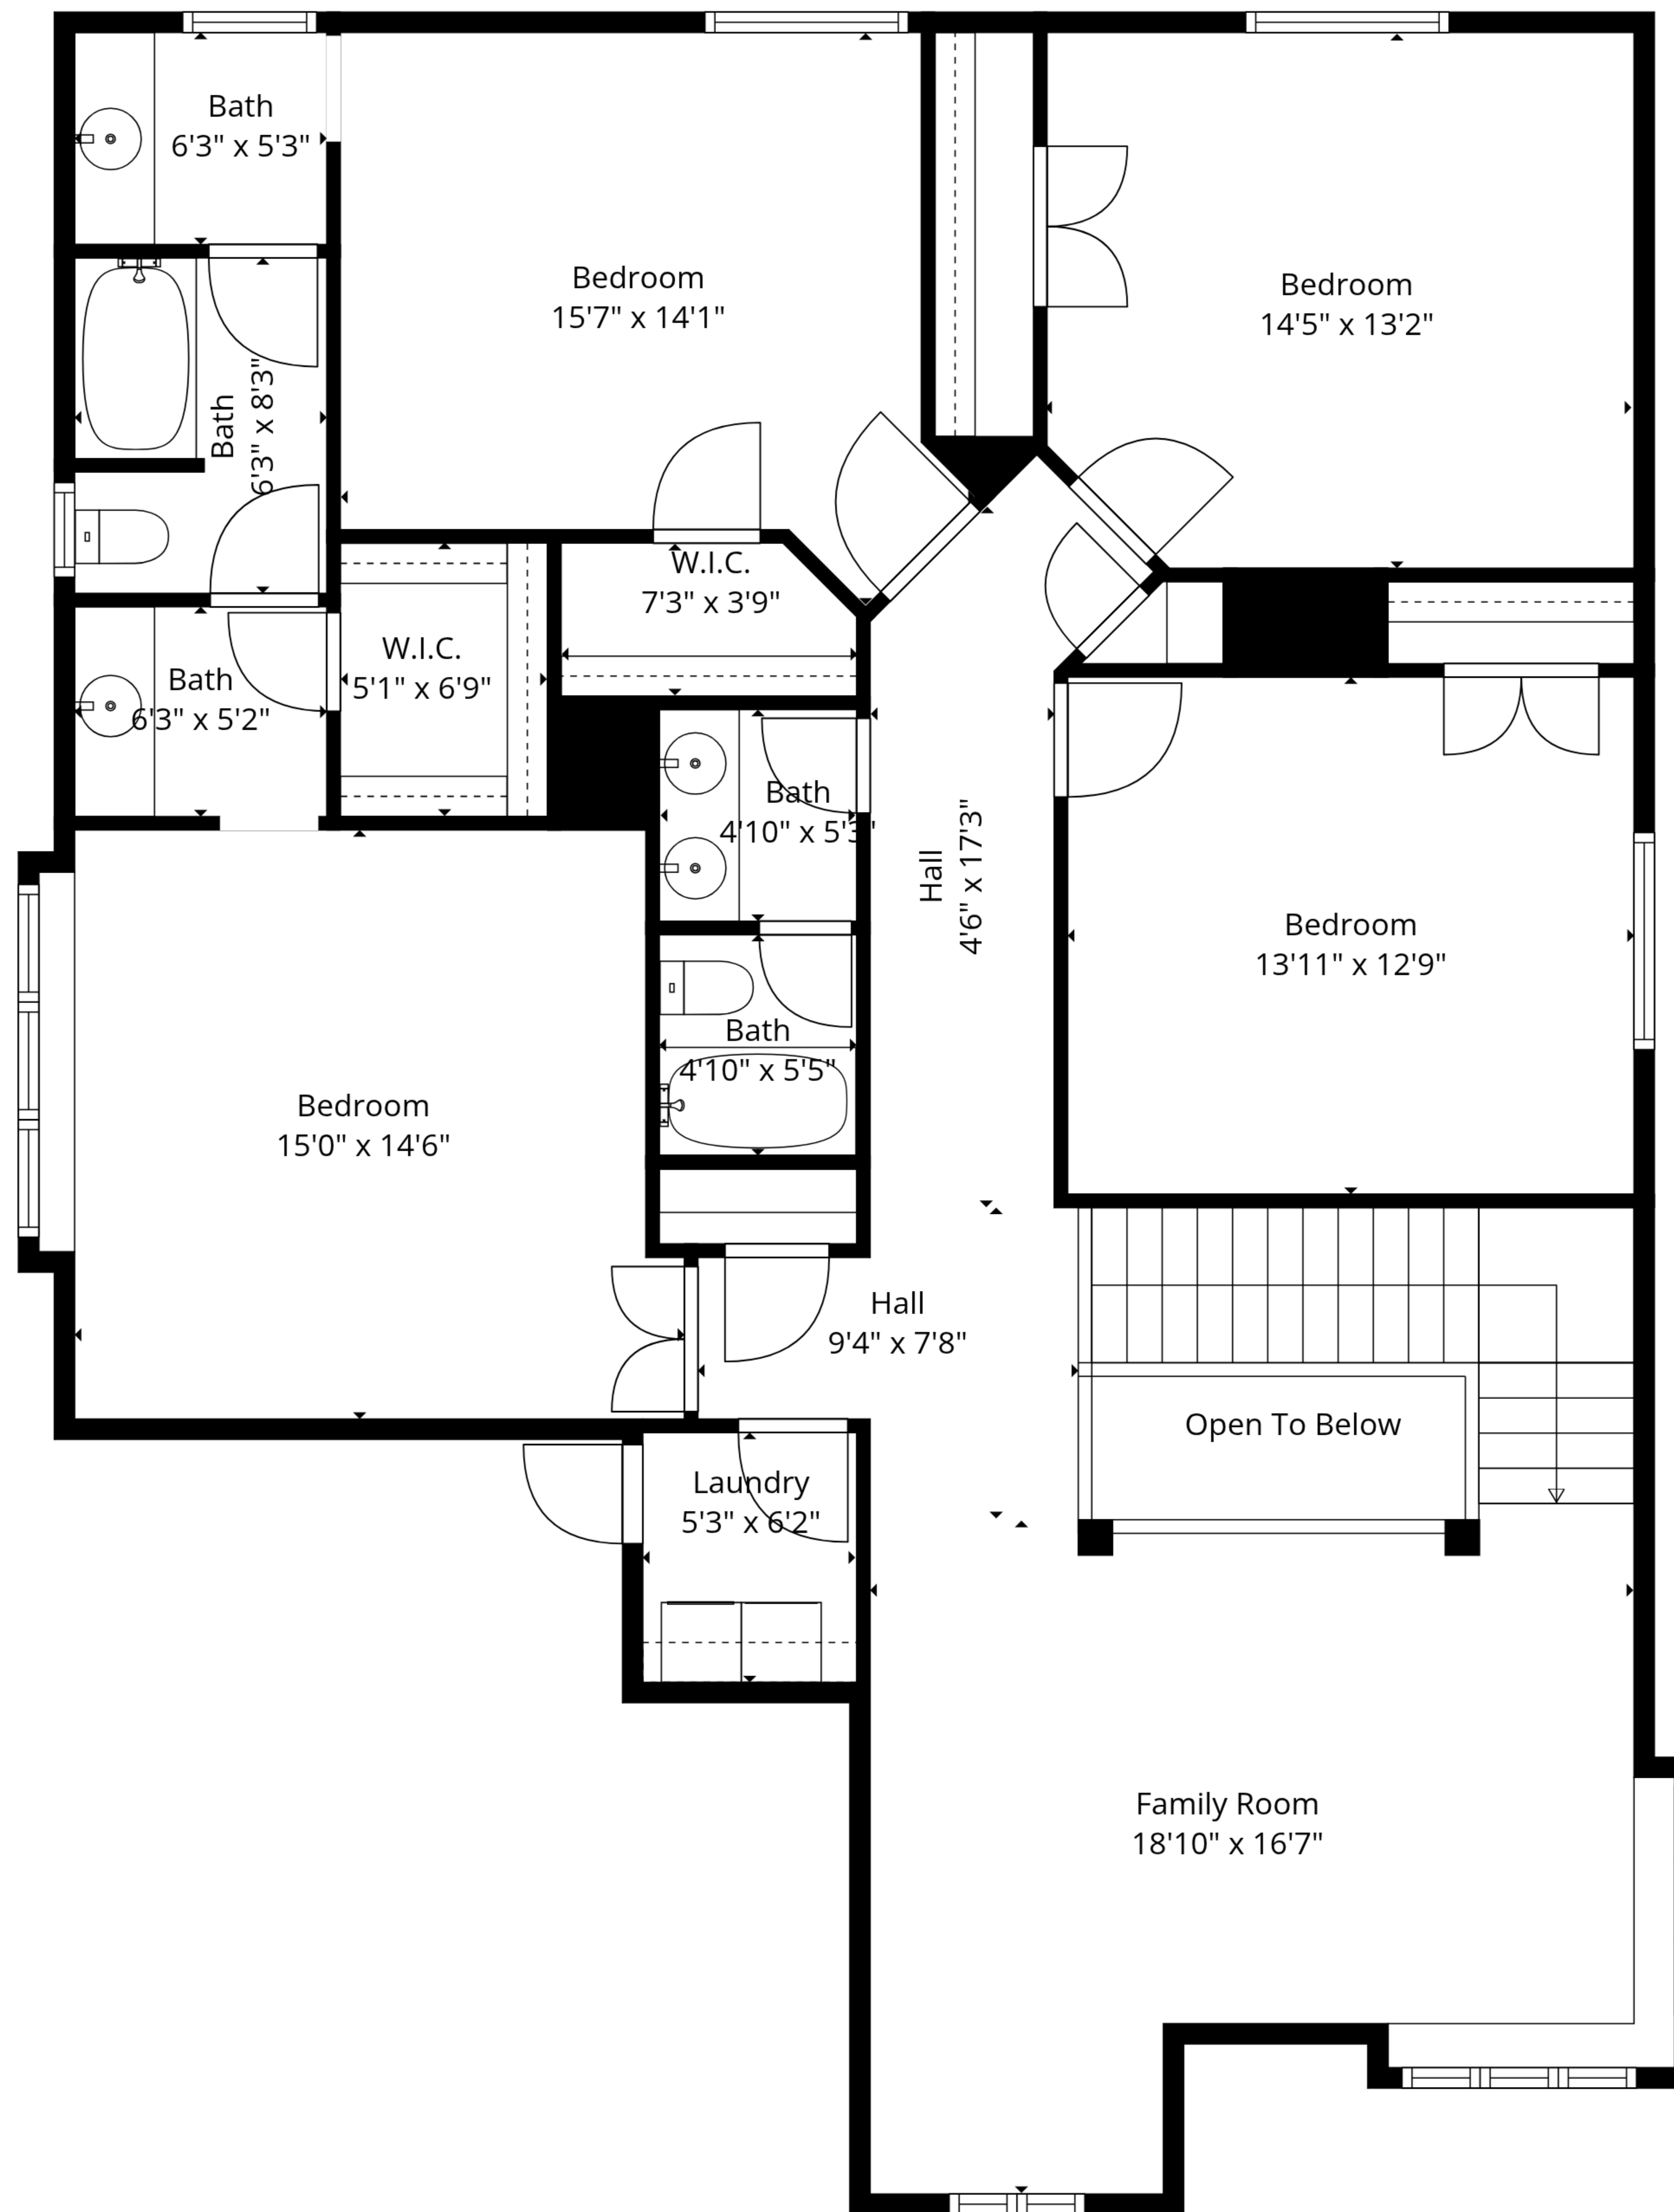 Bath
6'3" x 5'3"
Bedroom
15'7" x 14'1"
Bedroom
14'5" x 13'2"
Bath
6'3" x 8'3"
W.I.C.
7'3" x 3'9"
W.I.C.
5'1" x 6'9"
Bath
6'3" x 5'2"
Bath
4'10" x 5'3"
Hall
4'6" x 17'3"
Bedroom
13'11" x 12'9"
Bath
4'10" x 5'5"
Bedroom
15'0" x 14'6"
Hall
9'4" x 7'8"
Open To Below
Laundry
5'3" x 6'2"
Family Room
18'10" x 16'7"